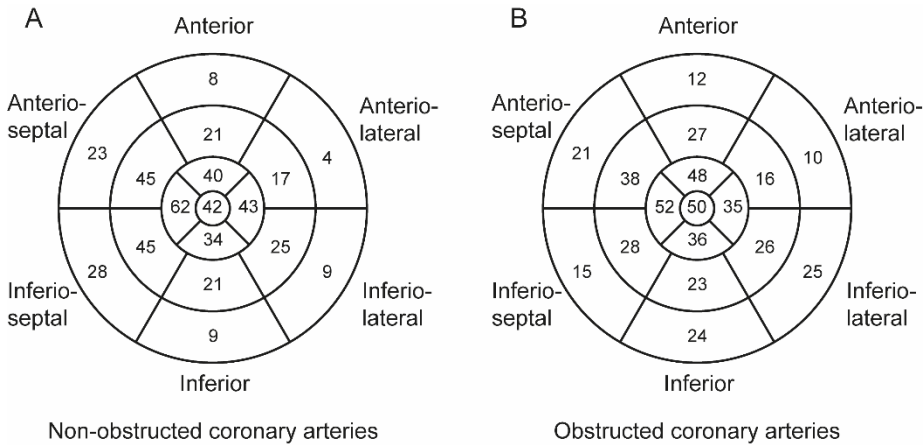 A
Anterior
Anterio-
septal
Anterio-
lateral
8
21
23
4
45
40
17
62
42
43
34
45
25
28
21
9
9
Inferio-
septal
Inferio-
lateral
Inferior
Non-obstructed coronary arteries
B
Anterior
Anterio-
septal
Anterio-
lateral
12
27
21
10
38
48
16
52
50
35
36
28
26
15
23
25
24
Inferio-
septal
Inferio-
lateral
Inferior
Obstructed coronary arteries